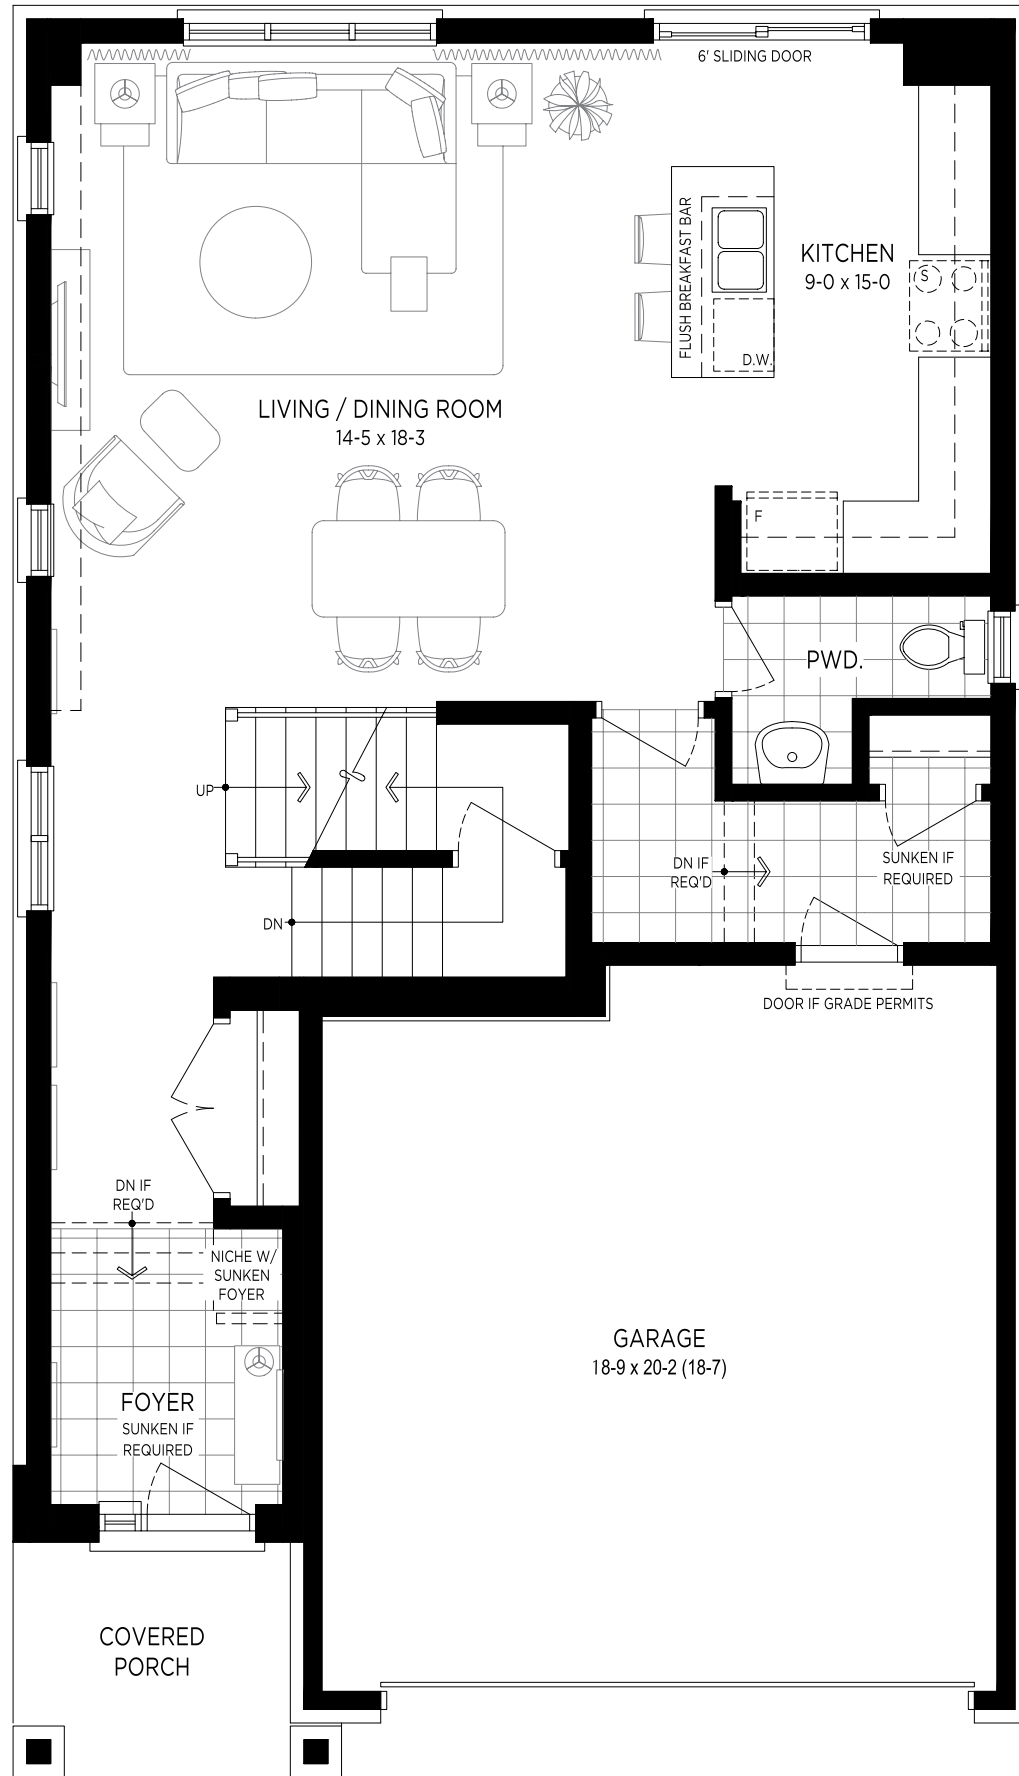 6' SLIDING DOOR
FLUSH BREAKFAST BAR
KITCHEN
9-0 x 15-0
S
D.W.
LIVING / DINING ROOM
14-5 x 18-3
F
PWD.
UP
DN
DN IF
REQ'D
SUNKEN IF
REQUIRED
DOOR IF GRADE PERMITS
DN IF
REQ'D
NICHE W/
SUNKEN
FOYER
FOYER
SUNKEN IF
REQUIRED
GARAGE
18-9 x 20-2 (18-7)
COVERED
PORCH